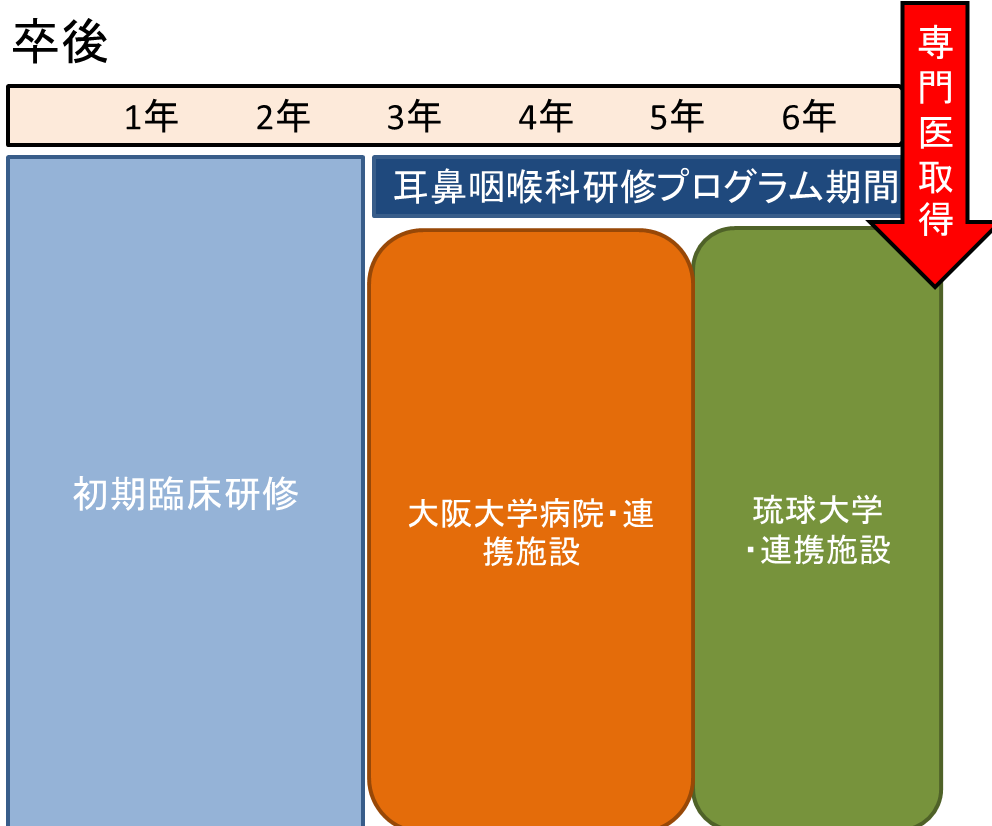 卒後
1年 2年 3年 4年 5年 6年
専門医取得
耳鼻咽喉科研修プログラム期間
初期臨床研修
大阪大学病院・連
携施設
琉球大学
・連携施設